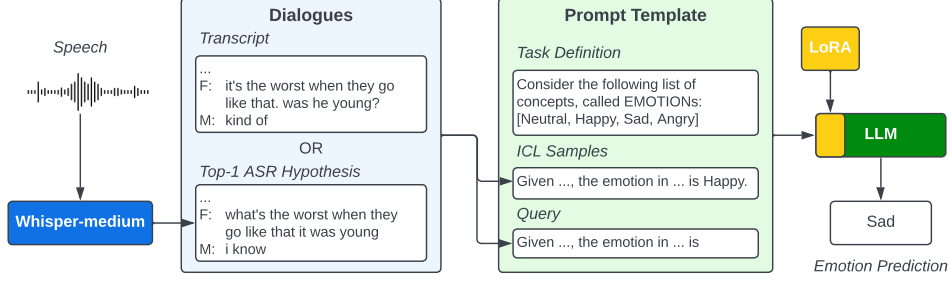 Speech
Whisper-medium
Dialogues
Transcript
...
F: it's the worst when they go
like that. was he young?
M: kind of
OR
Top-1 ASR Hypothesis
...
F: what's the worst when they
go like that it was young
M: i know
Prompt Template
Task Definition
Consider the following list of
concepts, called EMOTIONs:
[Neutral, Happy, Sad, Angry]
ICL Samples
Given ..., the emotion in ... is Happy.
Query
Given ..., the emotion in ... is
LoRA
LLM
Sad
Emotion Prediction